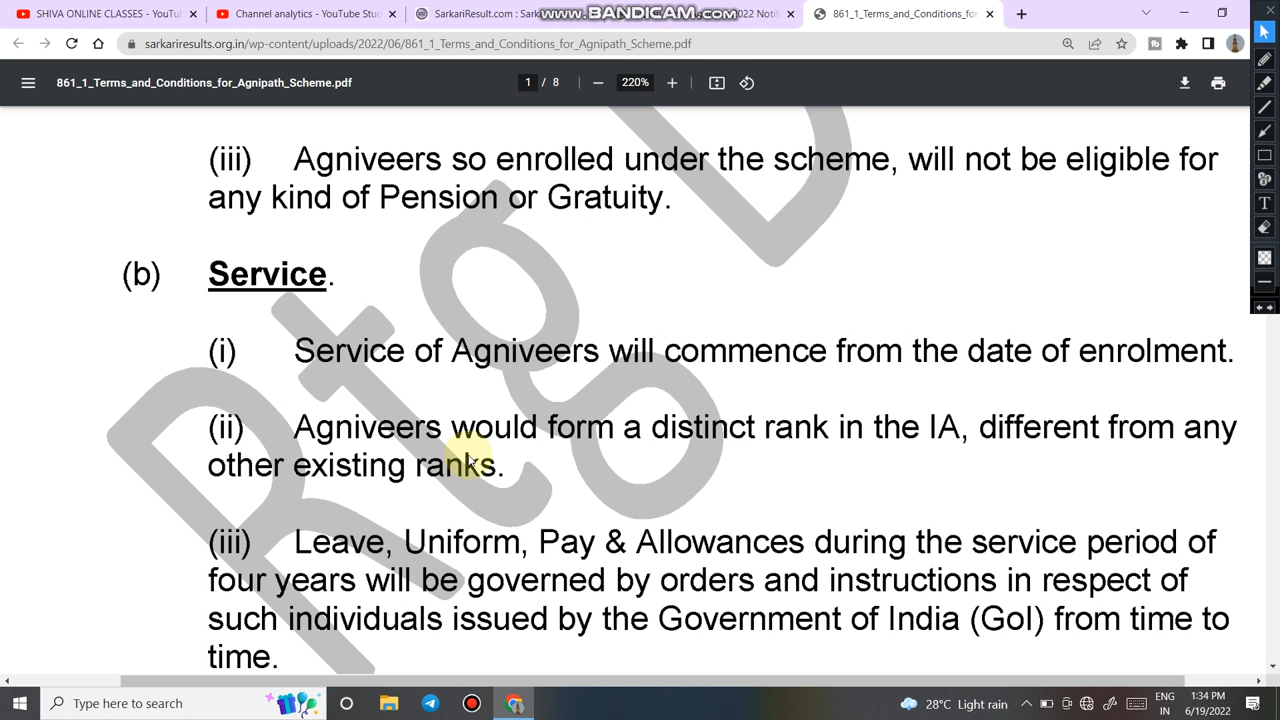 SHIVA ONLINE CLASSES - YouTu
Channel analytics - YouTube Stu
SarkariResult.com : Sarkari Resu
www.BANDICAM.com
2022 Notif
861_1_Terms_and_Conditions_for
sarkariresults.org.in/wp-content/uploads/2022/06/861_1_Terms_and_Conditions_for_Agnipath_Scheme.pdf
861_1_Terms_and_Conditions_for_Agnipath_Scheme.pdf
1 / 8
220%
(iii) Agniveers so enrolled under the scheme, will not be eligible for
any kind of Pension or Gratuity.
(b) Service.
(i) Service of Agniveers will commence from the date of enrolment.
(ii) Agniveers would form a distinct rank in the IA, different from any
other existing ranks.
(iii) Leave, Uniform, Pay & Allowances during the service period of
four years will be governed by orders and instructions in respect of
such individuals issued by the Government of India (GoI) from time to
time.
Rtg D
Type here to search
28°C Light rain
ENG
IN
1:34 PM
6/19/2022